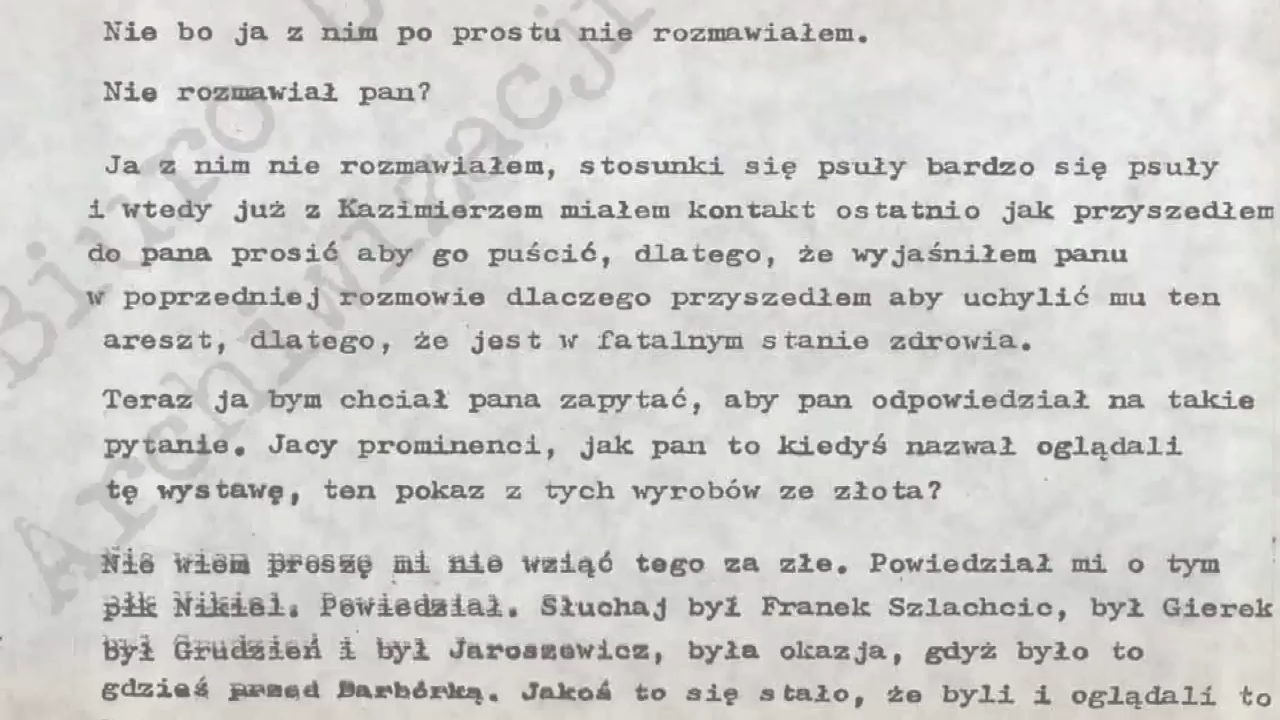 Nie bo ja z nim po prostu nie rozmawiałem.
Nie rozmawiał pan?
Ja z nim nie rozmawiałem, stosunki się psuły bardzo się psuły
i wtedy już z Kazimierzem miałem kontakt ostatnio jak przyszedłem
do pana prosić aby go puścić, dlatego, że wyjaśniłem panu
w poprzedniej rozmowie dlaczego przyszedłem aby uchylić mu ten
areszt, dlatego, że jest w fatalnym stanie zdrowia.
Teraz ja bym chciał pana zapytać, aby pan odpowiedział na takie
pytanie. Jacy prominenci, jak pan to kiedyś nazwał oglądali
tę wystawę, ten pokaz z tych wyrobów ze złota?
Nie wiem proszę mi nie wziąć tego za złe. Powiedział mi o tym
płk Nikiel. Powiedział. Słuchaj był Franek Szlachcic, był Gierek
był Grudzień i był Jaroszewicz, była okazja, gdyż było to
gdzieś przed Barbórką. Jakoś to się stało, że byli i oglądali to
Biuro
Archiwizacji